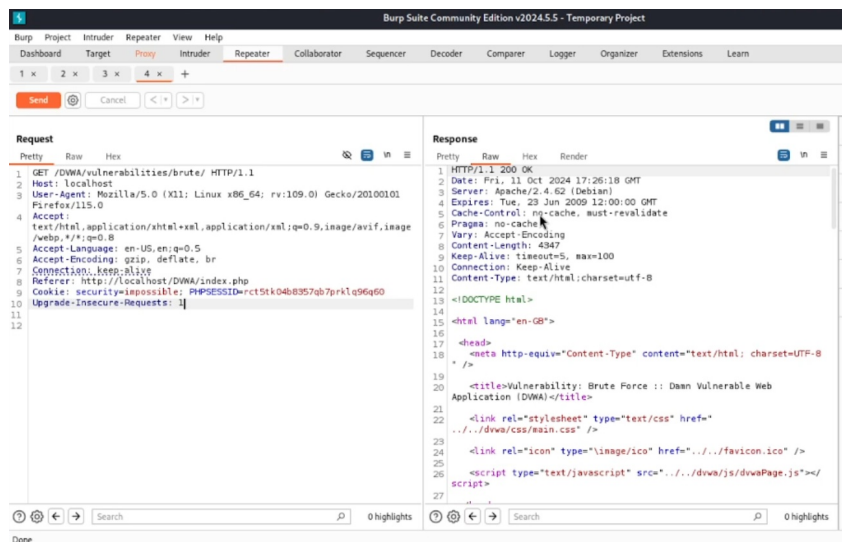 Burp Suite Community Edition v2024.5.5 - Temporary Project
Burp Project Intruder Repeater View Help
Dashboard Target Proxy Intruder Repeater Collaborator Sequencer Decoder Comparer Logger Organizer Extensions Learn
1 × 2 × 3 × 4 × +
Send Cancel < >
Request
Pretty Raw Hex \n
1 GET /DVWA/vulnerabilities/brute/ HTTP/1.1
2 Host: localhost
3 User-Agent: Mozilla/5.0 (X11; Linux x86_64; rv:109.0) Gecko/20100101
Firefox/115.0
4 Accept:
text/html,application/xhtml+xml,application/xml;q=0.9,image/avif,image
/webp,*/*;q=0.8
5 Accept-Language: en-US,en;q=0.5
6 Accept-Encoding: gzip, deflate, br
7 Connection: keep-alive
8 Referer: http://localhost/DVWA/index.php
9 Cookie: security=impossible; PHPSESSID=rct5tk04b8357qb7prklq96q60
10 Upgrade-Insecure-Requests: 1
11
12
Search 0 highlights
Response
Pretty Raw Hex Render \n
1 HTTP/1.1 200 OK
2 Date: Fri, 11 Oct 2024 17:26:18 GMT
3 Server: Apache/2.4.62 (Debian)
4 Expires: Tue, 23 Jun 2009 12:00:00 GMT
5 Cache-Control: no-cache, must-revalidate
6 Pragma: no-cache
7 Vary: Accept-Encoding
8 Content-Length: 4347
9 Keep-Alive: timeout=5, max=100
10 Connection: Keep-Alive
11 Content-Type: text/html;charset=utf-8
12
13 <!DOCTYPE html>
14
15 <html lang="en-GB">
16
17 <head>
18 <meta http-equiv="Content-Type" content="text/html; charset=UTF-8
" />
19
20 <title>Vulnerability: Brute Force :: Damn Vulnerable Web
Application (DVWA)</title>
21
22 <link rel="stylesheet" type="text/css" href="
../../dvwa/css/main.css" />
23
24 <link rel="icon" type="\image/ico" href="../../favicon.ico" />
25
26 <script type="text/javascript" src="../../dvwa/js/dvwaPage.js"></
script>
27
Search 0 highlights
Done